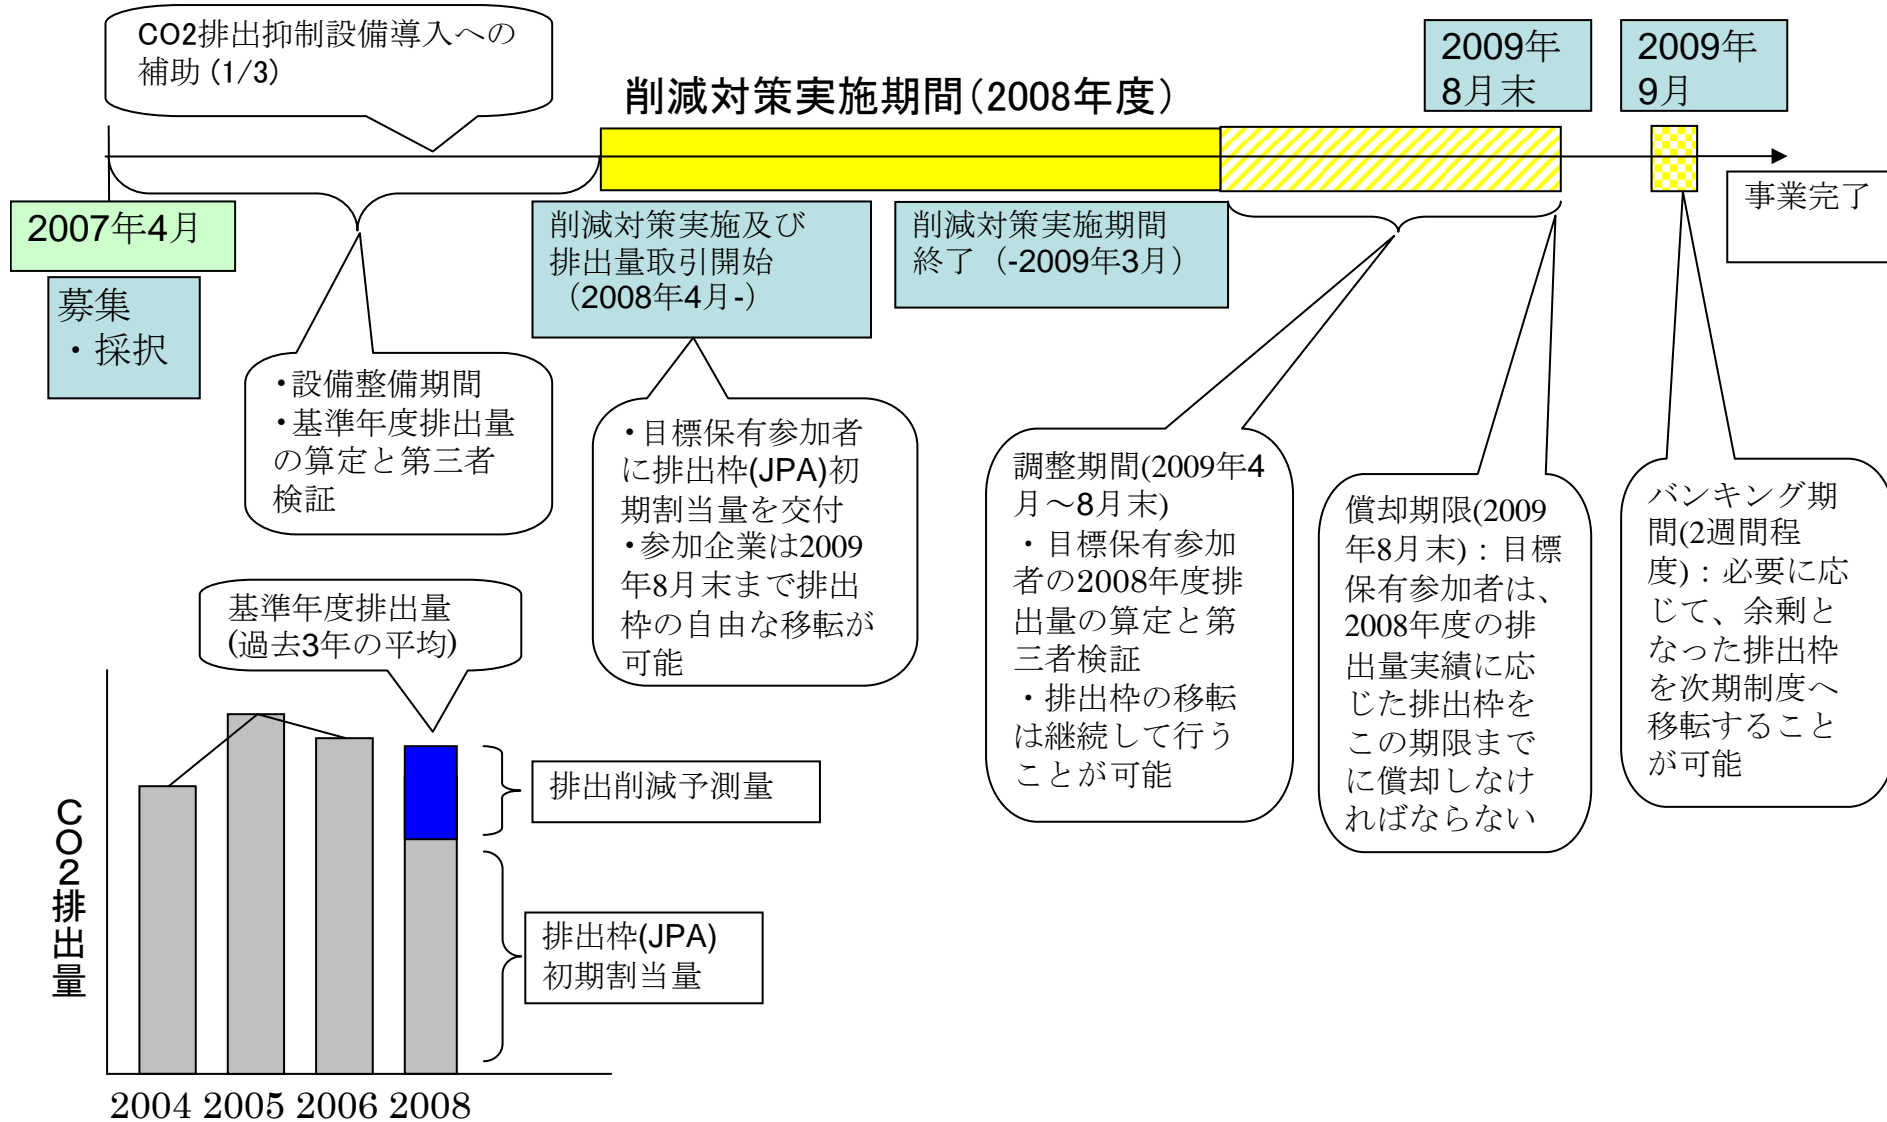 CO2排出抑制設備導入への
補助 (1/3)
削減対策実施期間(2008年度)
2009年
8月末
2009年
9月
2007年4月
募集
・採択
削減対策実施及び
排出量取引開始
(2008年4月-)
削減対策実施期間
終了(-2009年3月)
事業完了
・設備整備期間
・基準年度排出量
の算定と第三者
検証
・目標保有参加者
に排出枠(JPA)初
期割当量を交付
・参加企業は2009
年8月末まで排出
枠の自由な移転が
可能
調整期間(2009年4
月～8月末)
・目標保有参加
者の2008年度排
出量の算定と第
三者検証
・排出枠の移転
は継続して行う
ことが可能
償却期限(2009
年8月末)：目標
保有参加者は、
2008年度の排
出量実績に応
じた排出枠を
この期限まで
に償却しなけ
ればならない
バンキング期
間(2週間程
度)：必要に応
じて、余剰と
なった排出枠
を次期制度へ
移転すること
が可能
基準年度排出量
(過去3年の平均)
排出削減予測量
排出枠(JPA)
初期割当量
CO2排出量
2004 2005 2006 2008